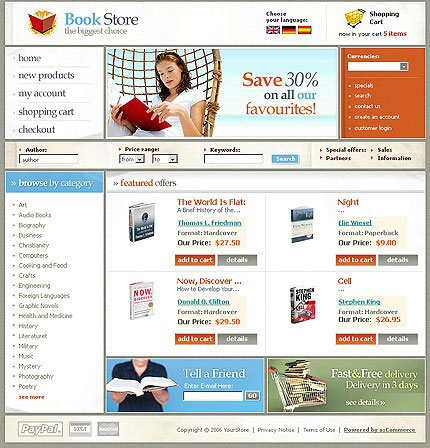 Book Store
the biggest choice
Choose
your language:
Shopping
Cart
now in your cart 5 items
home
new products
my account
shopping cart
checkout
Save 30%
on all our
favourites!
Currencies:
specials
search
contact us
create an account
customer login
Author:
author
Price range:
from
to
Keywords:
Search
Special offers:
Partners
Sales
Information
» browse by category
Art
Audio Books
Biography
Business
Christianity
Computers
Cooking and Food
Crafts
Engineering
Foreign Languages
Graphic Novels
Health and Medicine
History
Literaturet
Military
Music
Mystery
Photography
Poetry
see more
» featured offers
The World Is Flat:
A Brief History of the...
Thomas L. Friedman
Format: Hardcover
Our Price: $27.50
add to cart
details
Night
...
Elie Wiesel
Format: Paperback
Our Price: $9.00
add to cart
details
NOW,
DISCOVER
Now, Discover ...
How to Develop Your...
Donald O. Clifton
Format: Hardcover
Our Price: $29.50
add to cart
details
STEPHEN
KING
Cell
...
Stephen King
Format: Hardcover
Our Price: $26.95
add to cart
details
Tell a Friend
Enter E-mail Here:
GO
Fast&Free delivery
Delivery in 3 days
see details »
PayPal
VISA
Copyright © 2006 YourStore | Privacy Notice | Terms of Use | Powered by osCommerce